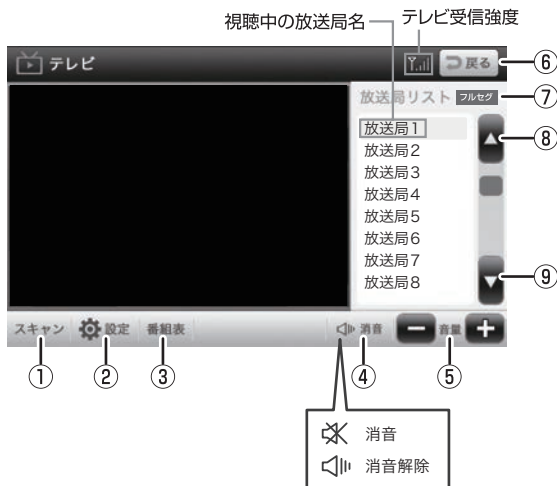 視聴中の放送局名
テレビ受信強度
テレビ
戻る
⑥
放送局リスト フルセグ
⑦
放送局1
⑧
放送局2
放送局3
放送局4
放送局5
放送局6
放送局7
放送局8
⑨
スキャン 設定 番組表 消音 音量
① ② ③ ④ ⑤
消音
消音解除